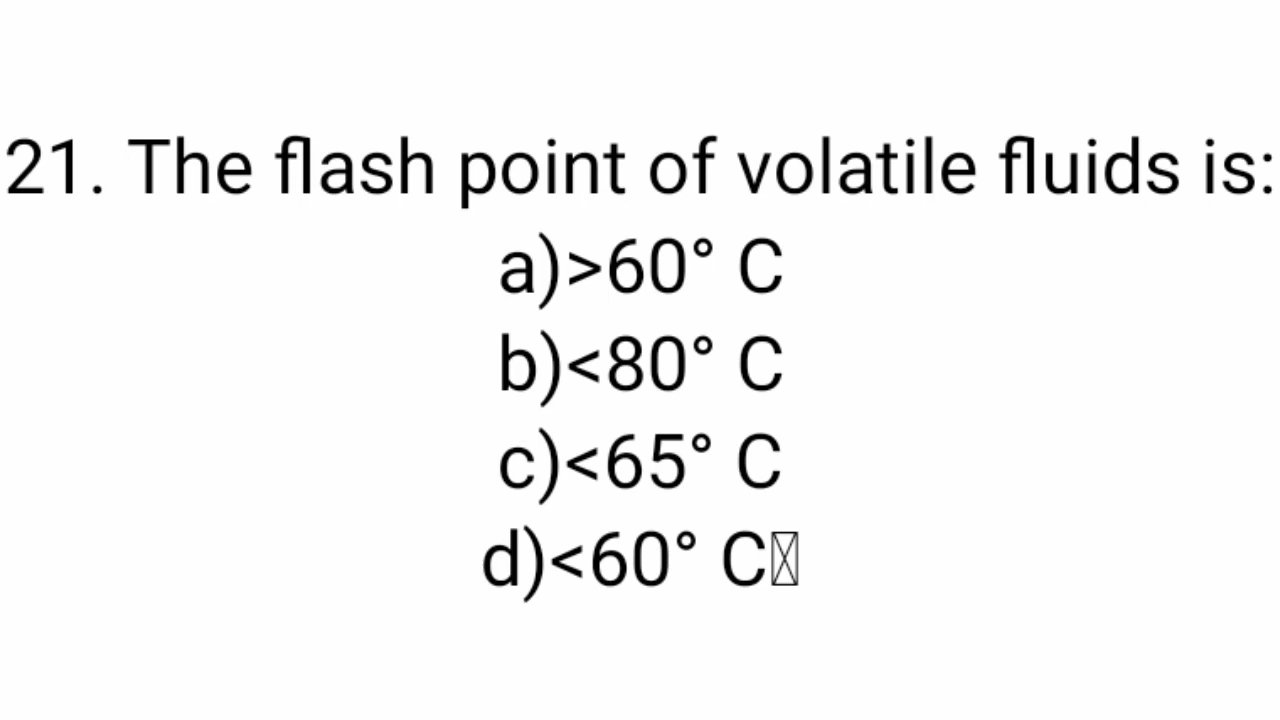 21. The flash point of volatile fluids is:
a)>60° C
b)<80° C
c)<65° C
d)<60° C